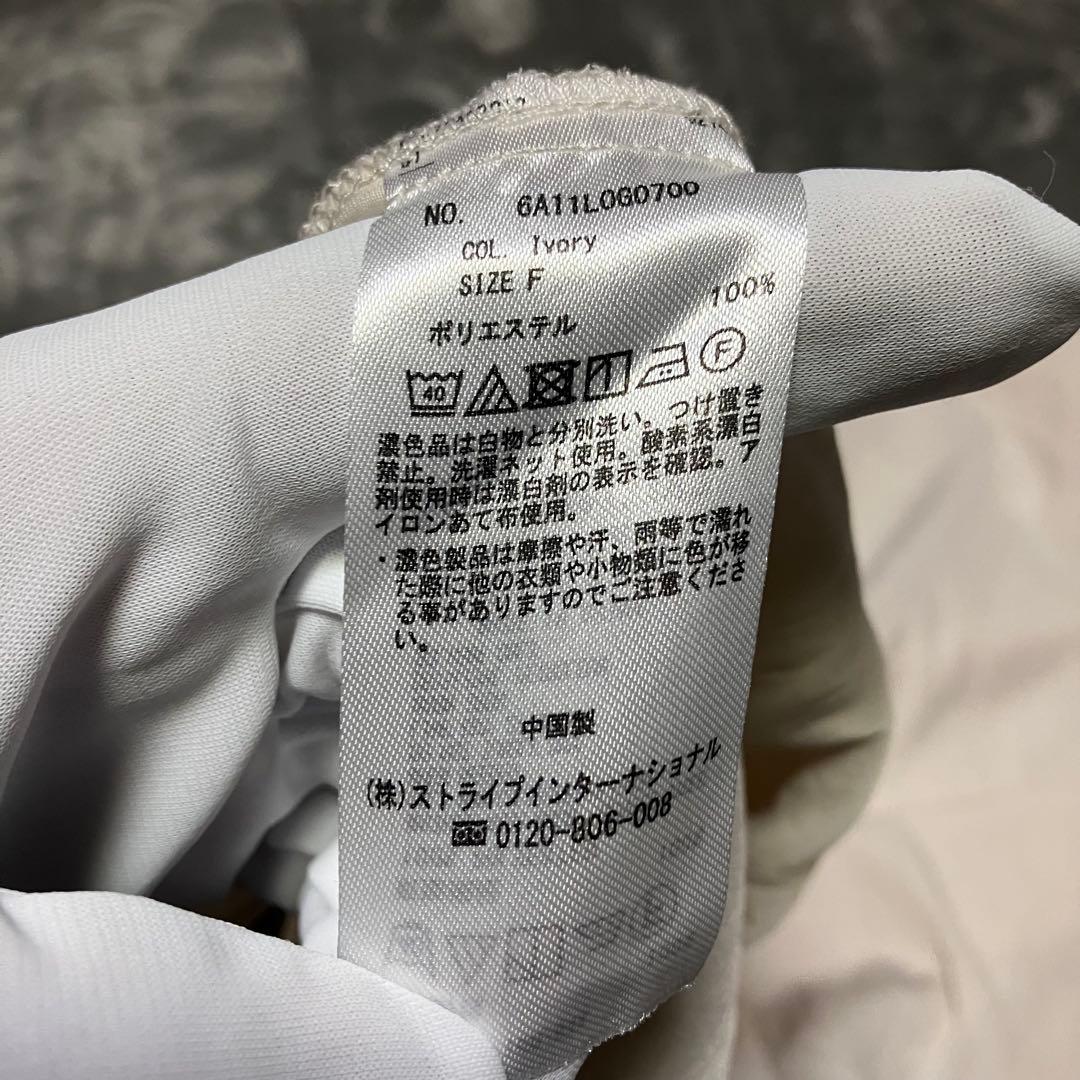 NO. 6A11L0G0700
COL. Ivory
SIZE F
100%
ポリエステル
40
F
濃色品は白物と分別洗い。つけ置き
禁止。洗濯ネット使用。酸素系漂白
剤使用時は漂白剤の表示を確認。ア
イロンあて布使用。
・濃色製品は摩擦や汗、雨等で濡れ
た際に他の衣類や小物類に色が移
る事がありますのでご注意くださ
い。
中国製
(株)ストライプインターナショナル
0120-806-008